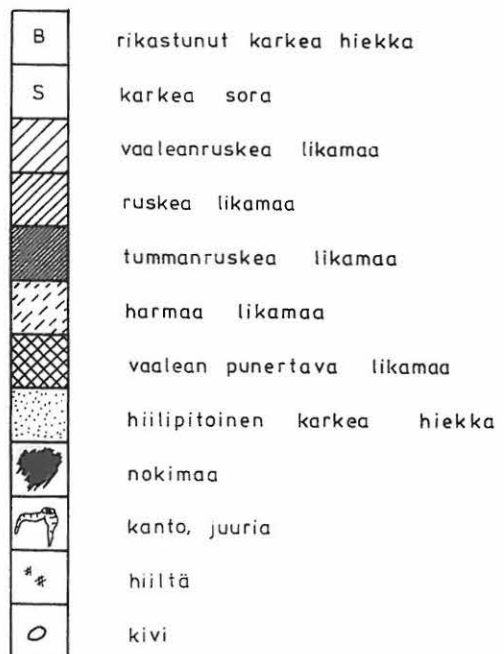 B rikastunut karkea hiekka
S karkea sora
vaaleanruskea likamaa
ruskea likamaa
tummanruskea likamaa
harmaa likamaa
vaalean punertava likamaa
hiilipitoinen karkea hiekka
nokimaa
kanto, juuria
hiiltä
kivi